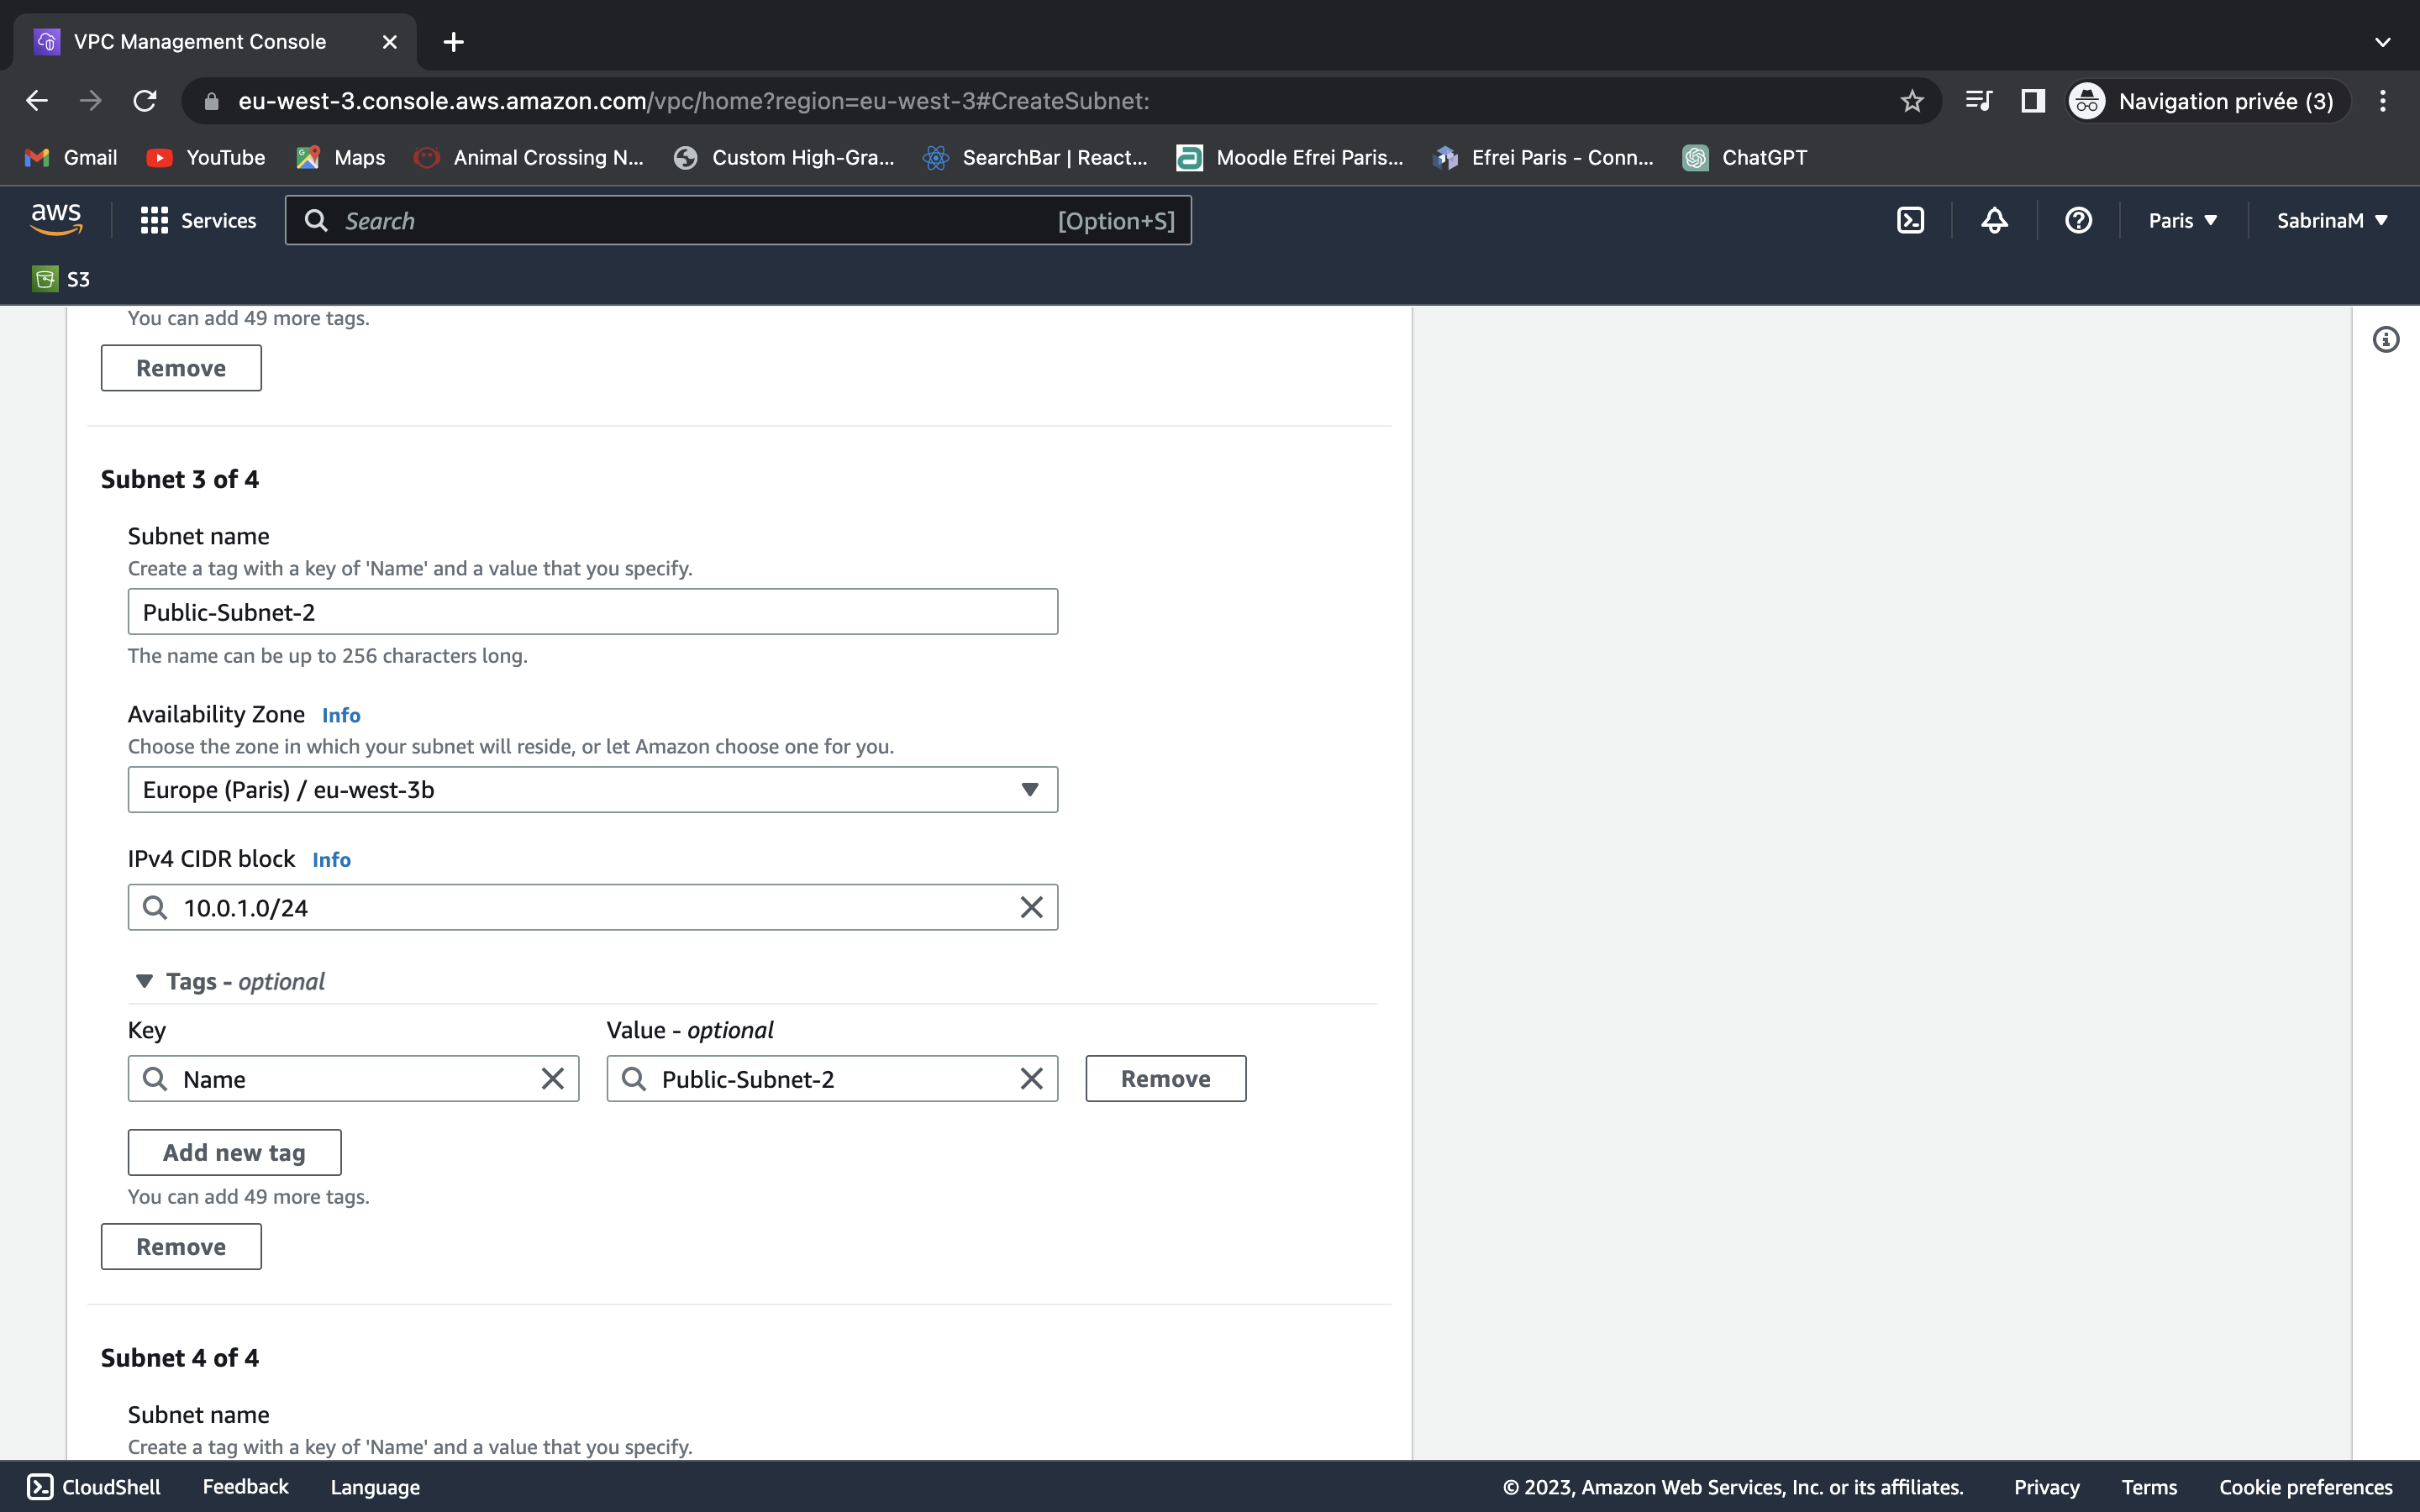 VPC Management Console
eu-west-3.console.aws.amazon.com/vpc/home?region=eu-west-3#CreateSubnet:
Navigation privée (3)
Gmail
YouTube
Maps
Animal Crossing N...
Custom High-Gra...
SearchBar | React...
Moodle Efrei Paris...
Efrei Paris - Conn...
ChatGPT
aws
Services
Search
[Option+S]
Paris
SabrinaM
S3
You can add 49 more tags.
Remove
Subnet 3 of 4
Subnet name
Create a tag with a key of 'Name' and a value that you specify.
Public-Subnet-2
The name can be up to 256 characters long.
Availability Zone Info
Choose the zone in which your subnet will reside, or let Amazon choose one for you.
Europe (Paris) / eu-west-3b
IPv4 CIDR block Info
10.0.1.0/24
Tags - optional
Key
Value - optional
Name
Public-Subnet-2
Remove
Add new tag
You can add 49 more tags.
Remove
Subnet 4 of 4
Subnet name
Create a tag with a key of 'Name' and a value that you specify.
CloudShell
Feedback
Language
© 2023, Amazon Web Services, Inc. or its affiliates.
Privacy
Terms
Cookie preferences